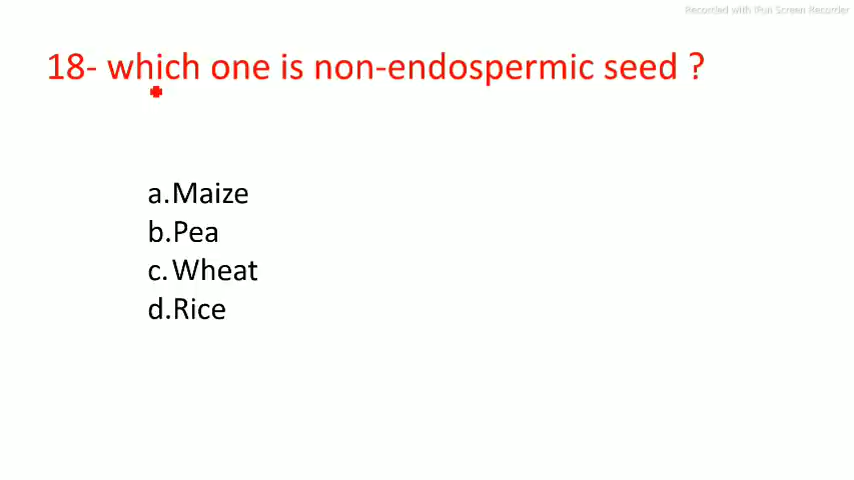 Recorded with iFun Screen Recorder
18- which one is non-endospermic seed ?
a.Maize
b.Pea
c.Wheat
d.Rice